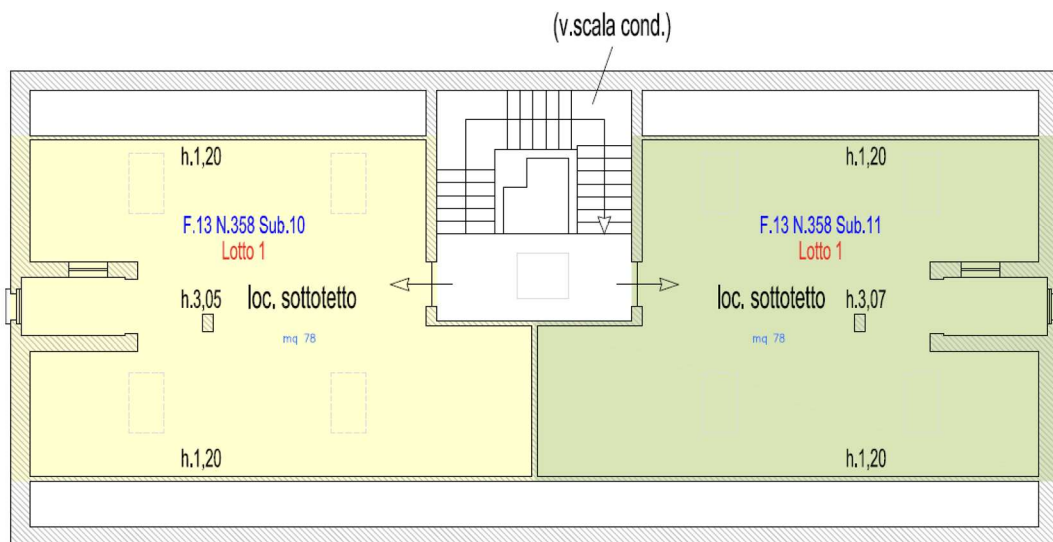 (v.scala cond.)
h.1,20
h.1,20
F.13 N.358 Sub.10
F.13 N.358 Sub.11
Lotto 1
Lotto 1
h.3,05
loc. sottotetto
loc. sottotetto
h.3,07
mq 78
mq 78
h.1,20
h.1,20